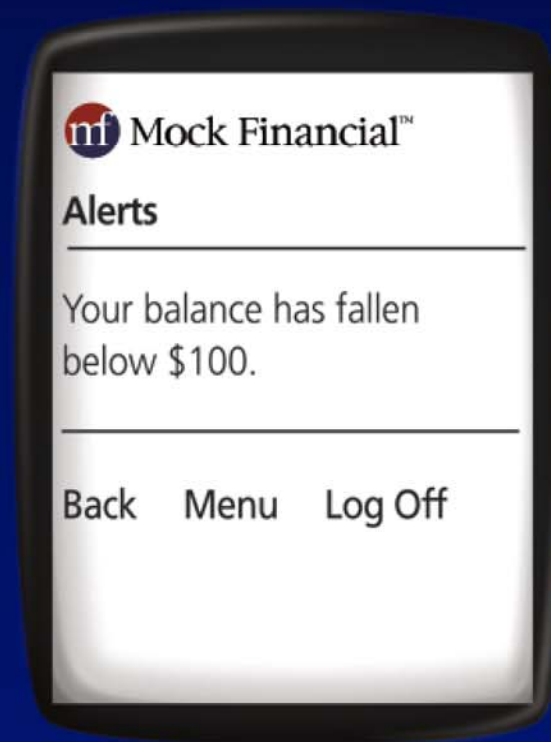 mf Mock Financial™
Alerts
Your balance has fallen
below $100.
Back Menu Log Off